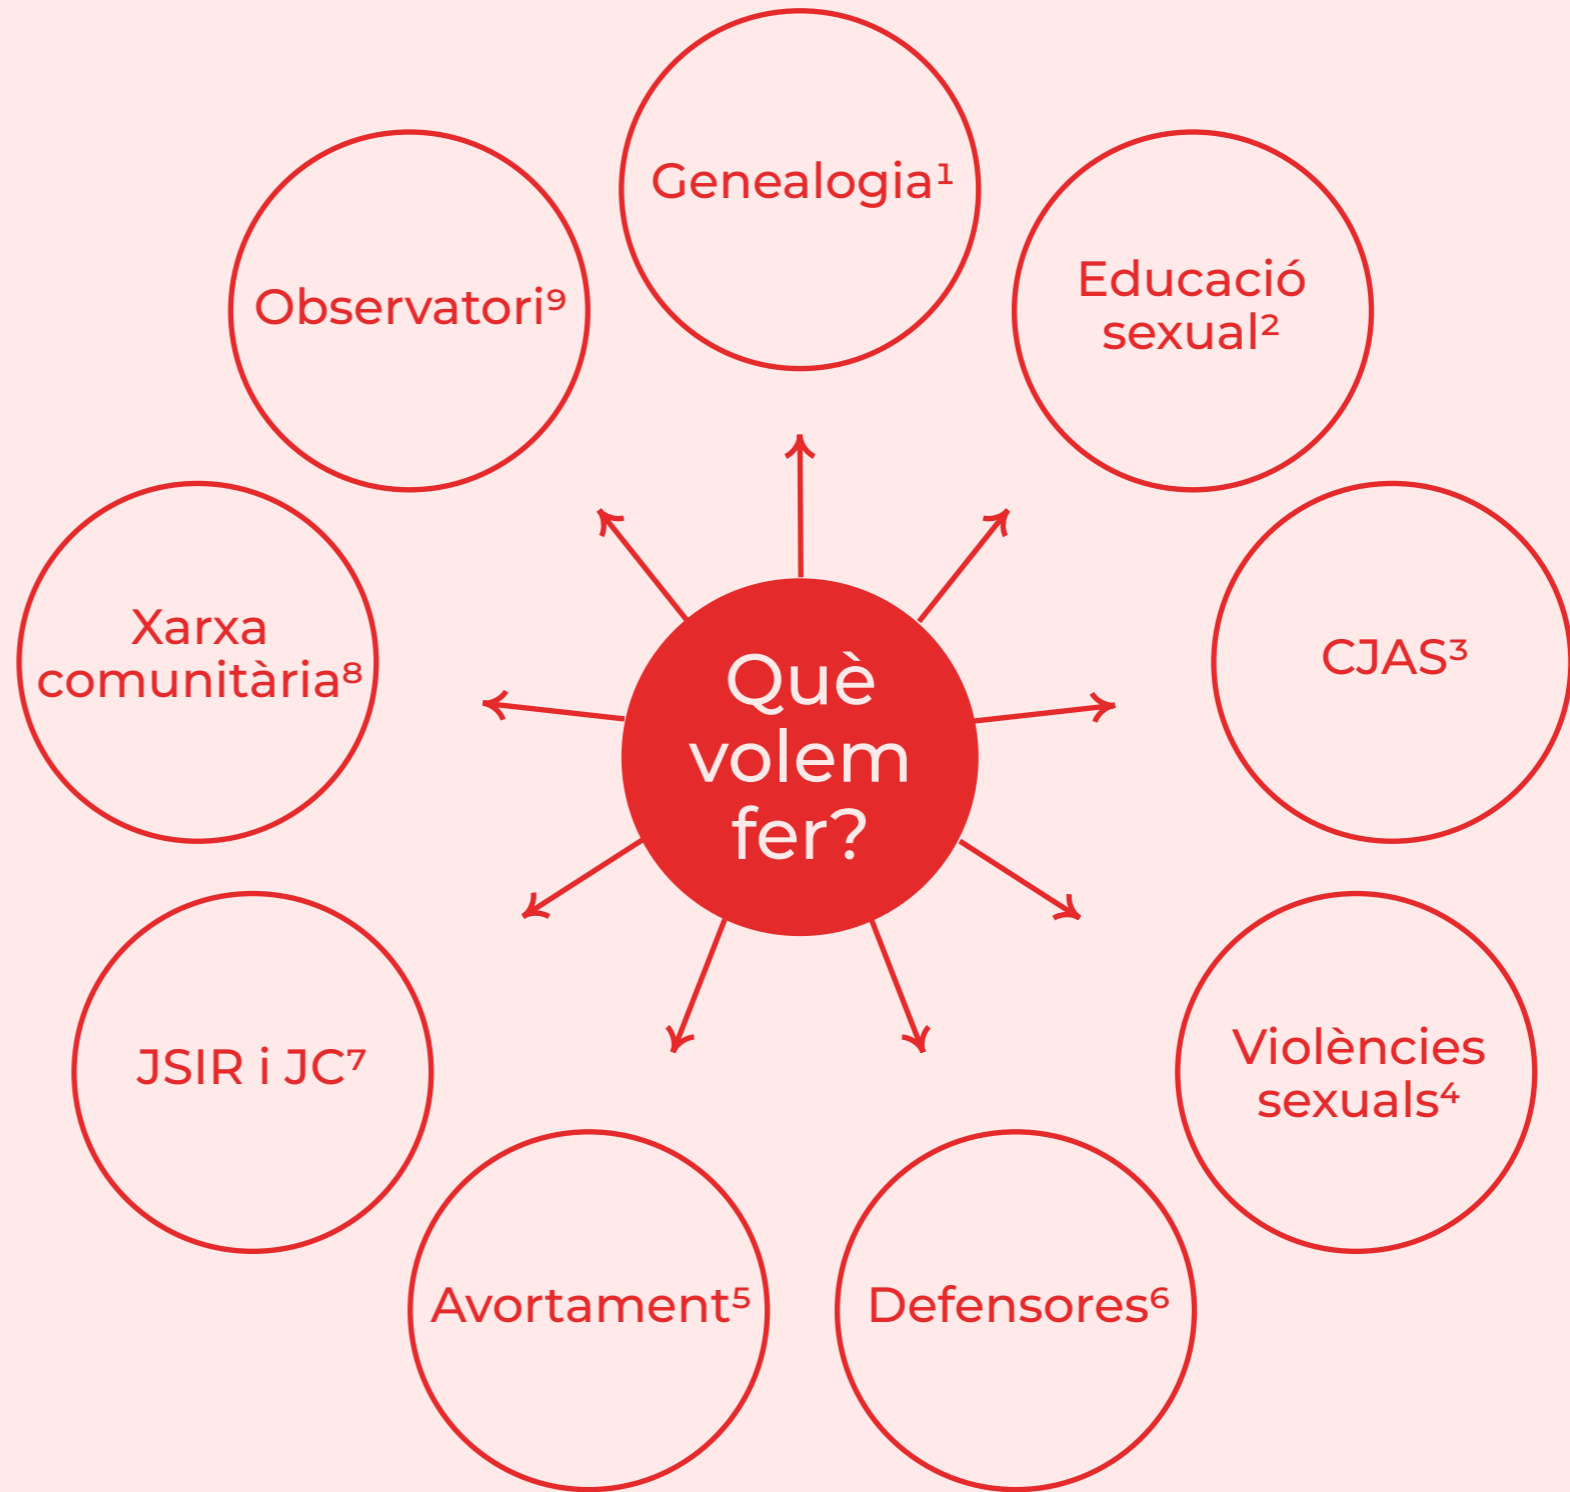 Genealogia¹
Educació
sexual²
CJAS³
Violències
sexuals⁴
Defensores⁶
Avortament⁵
JSIR i JC⁷
Xarxa
comunitària⁸
Observatori⁹
Què
volem
fer?